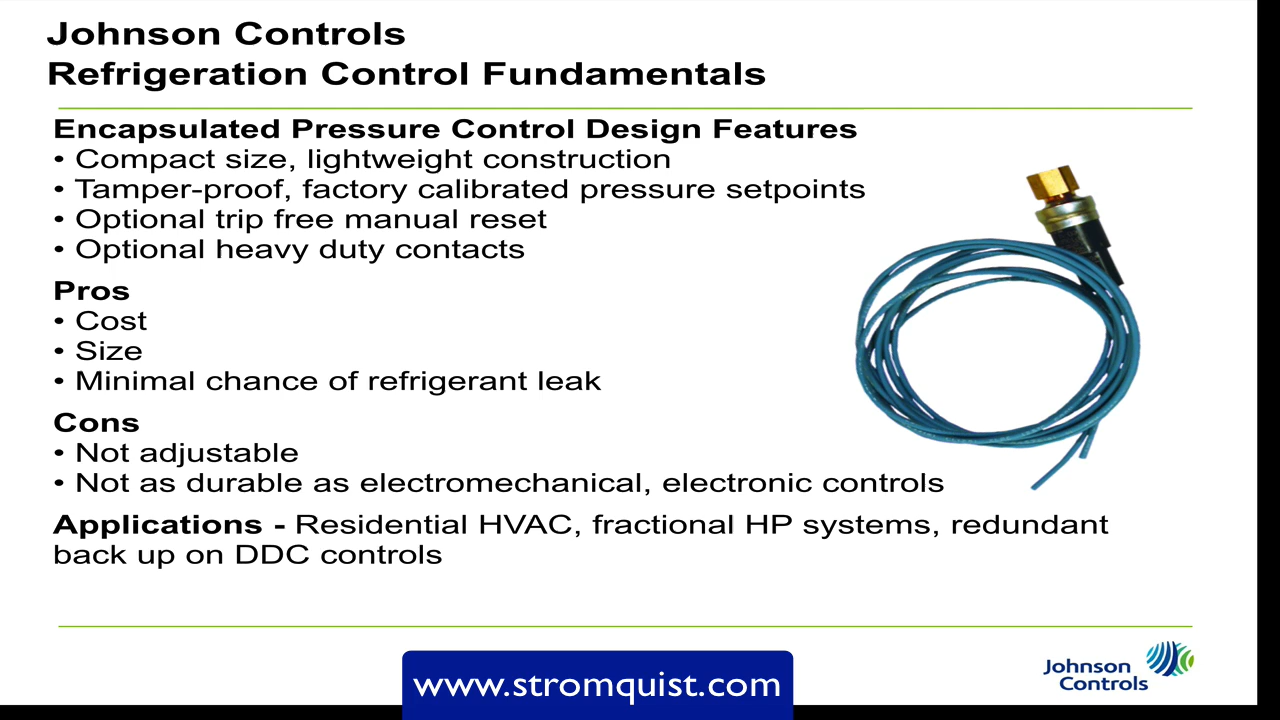 Johnson Controls
Refrigeration Control Fundamentals
Encapsulated Pressure Control Design Features
• Compact size, lightweight construction
• Tamper-proof, factory calibrated pressure setpoints
• Optional trip free manual reset
• Optional heavy duty contacts
Pros
• Cost
• Size
• Minimal chance of refrigerant leak
Cons
• Not adjustable
• Not as durable as electromechanical, electronic controls
Applications - Residential HVAC, fractional HP systems, redundant
back up on DDC controls
www.stromquist.com
Johnson
Controls